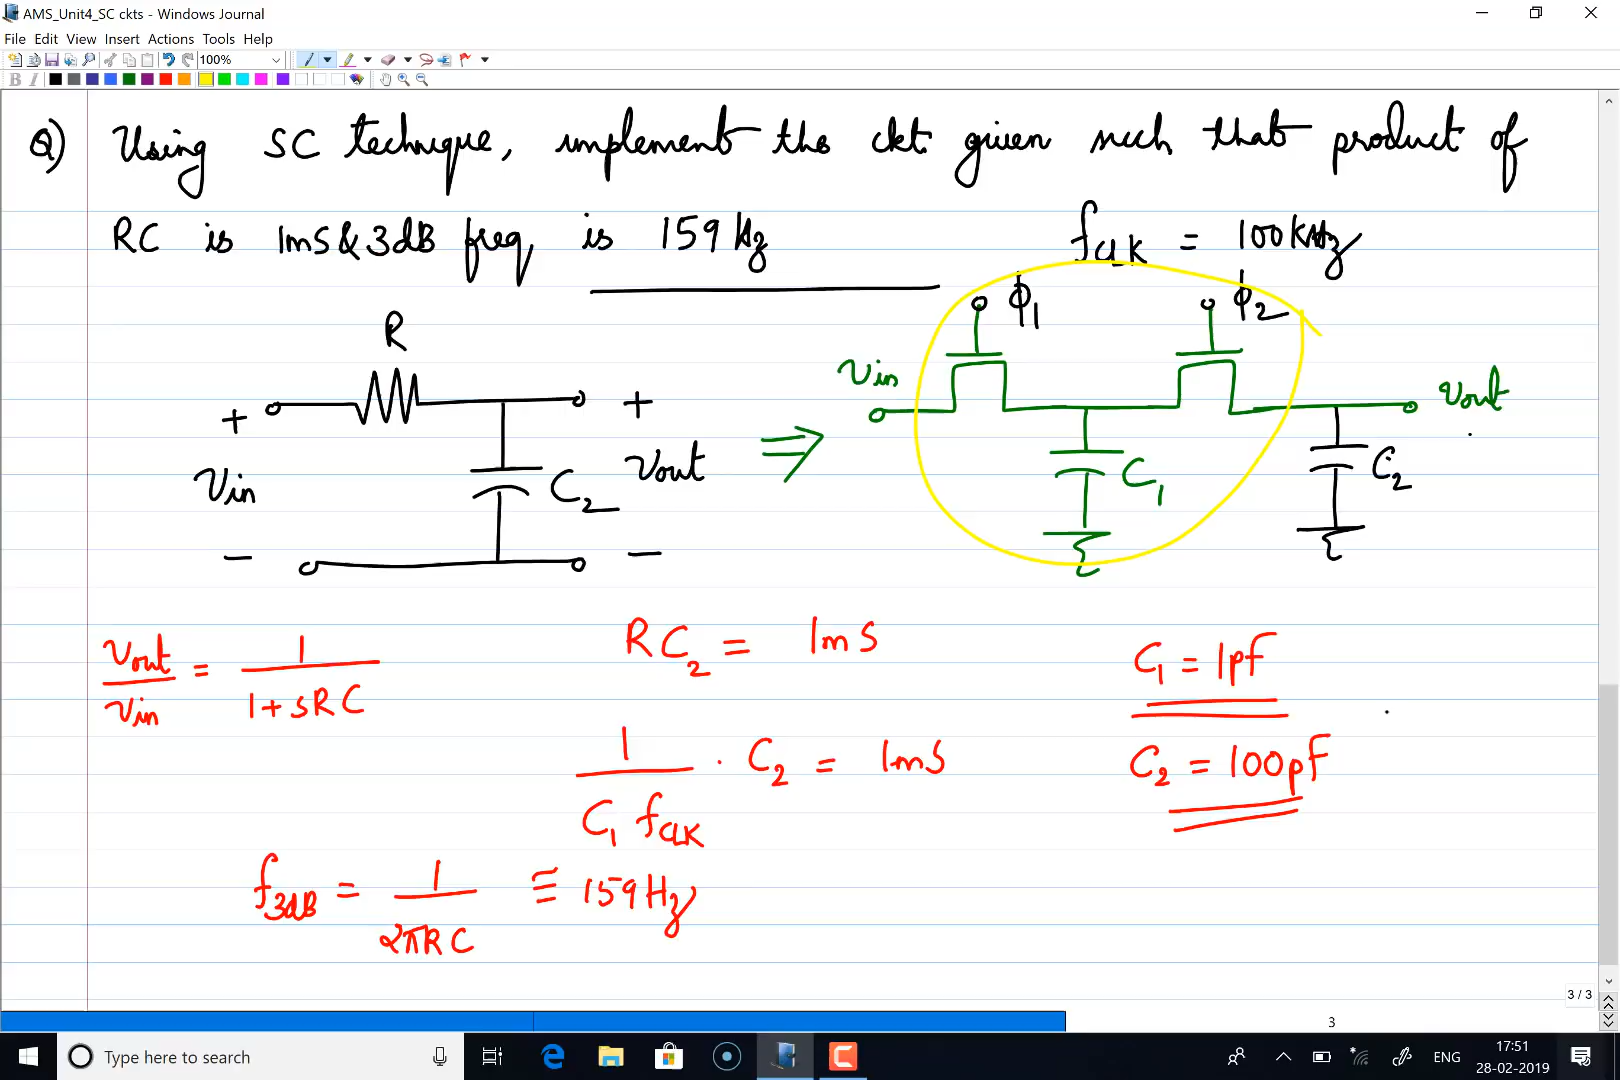 AMS_Unit4_SC ckts - Windows Journal
File Edit View Insert Actions Tools Help
100%
B I
Q) Using SC technique, implement the ckt given such that product of
RC is 1mS & 3dB freq. is 159 Hz fCLK = 100KHz
R
+ + Vin Vout C2 - -
⇒
Vin ϕ1 ϕ2 Vout
C1 C2
Vout/Vin = 1/(1+sRC)
RC2 = 1mS
C1 = 1pF
1/(C1 fCLK) · C2 = 1mS
C2 = 100pF
f3dB = 1/(2πRC) ≅ 159Hz
3 / 3
3
Type here to search
ENG
17:51
28-02-2019